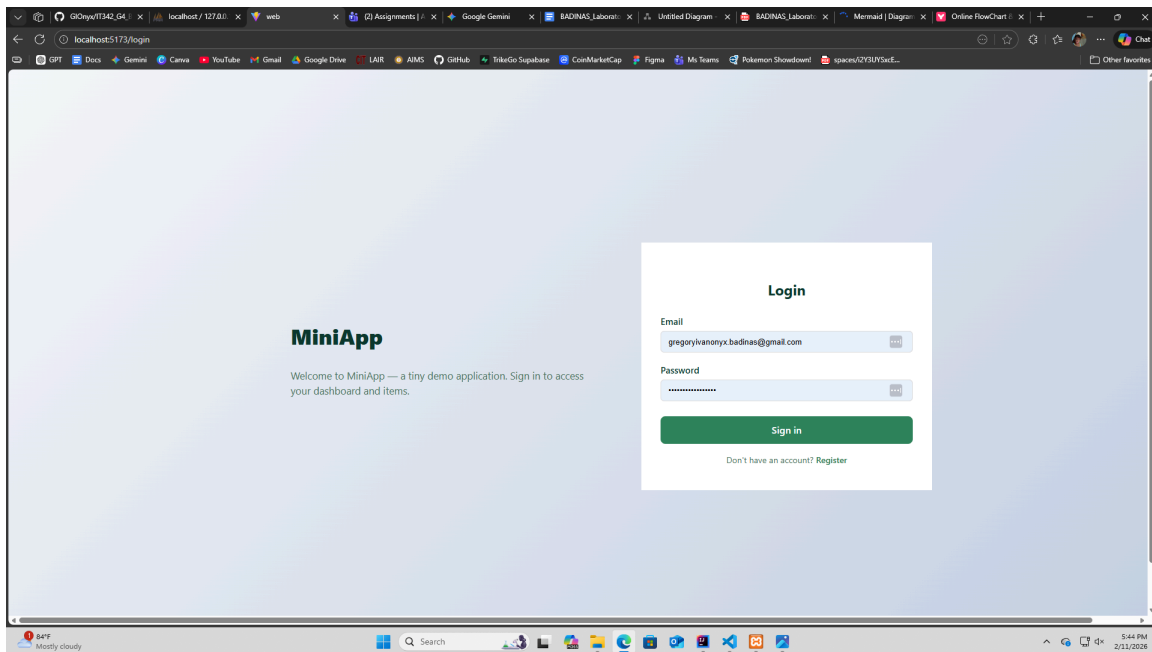 GIOnyx/IT342_G4_
localhost / 127.0.0.
web
(2) Assignments | A
Google Gemini
BADINAS_Laborato
Untitled Diagram -
BADINAS_Laborato
Mermaid | Diagram
Online FlowChart &
localhost:5173/login
Chat
GPT
Docs
Gemini
Canva
YouTube
Gmail
Google Drive
LAIR
AIMS
GitHub
TrikeGo Supabase
CoinMarketCap
Figma
Ms Teams
Pokemon Showdown!
spaces/i2Y3UYSxcE...
Other favorites
MiniApp
Welcome to MiniApp — a tiny demo application. Sign in to access
your dashboard and items.
Login
Email
gregoryivanonyx.badinas@gmail.com
Password
Sign in
Don't have an account? Register
1
84°F
Mostly cloudy
Search
5:44 PM
2/11/2026